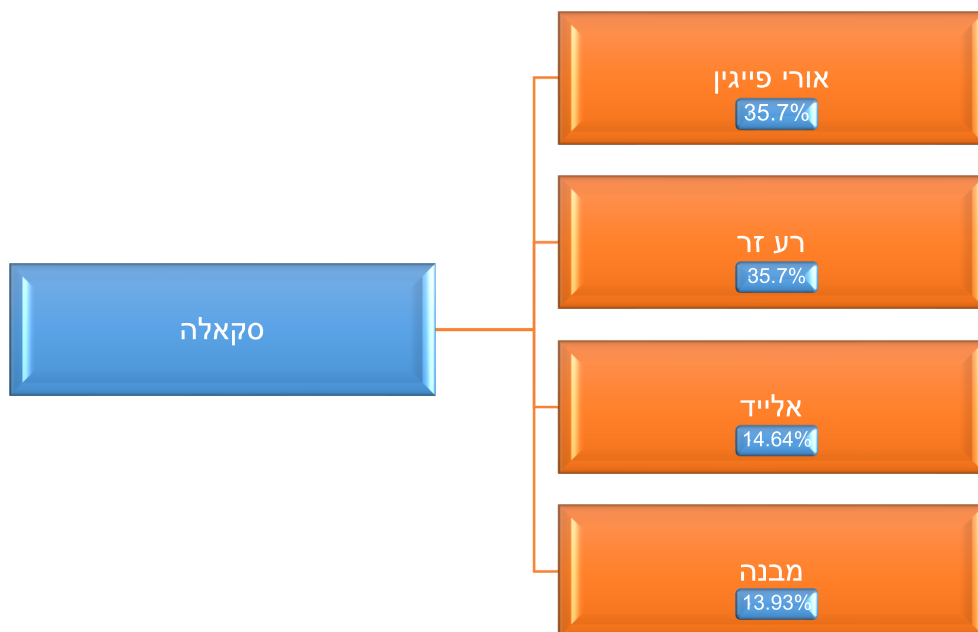 אורי פייגין
35.7%
רע זר
35.7%
סקאלה
אלייד
14.64%
מבנה
13.93%